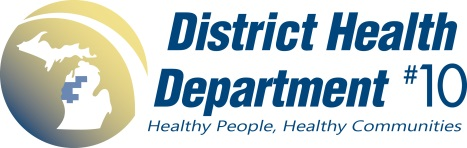 District Health
Department #10
Healthy People, Healthy Communities